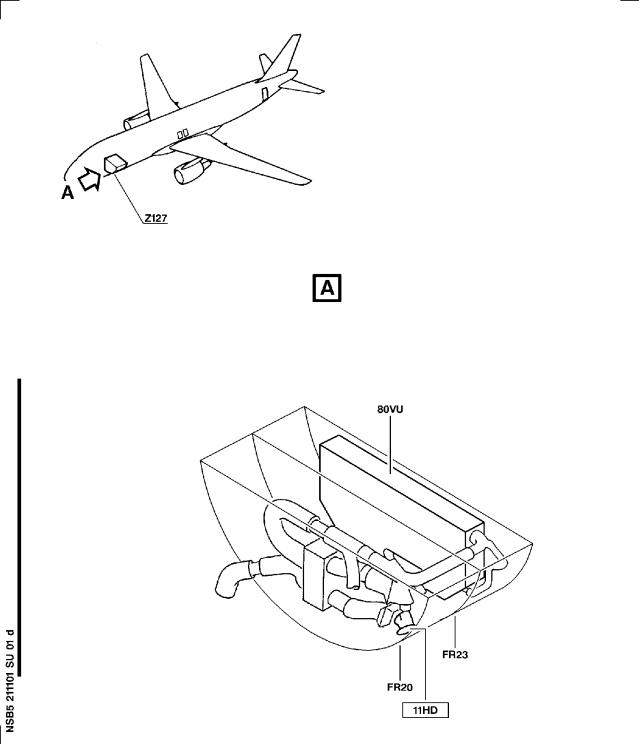 A
Z127
A
80VU
FR23
FR20
11HD
NSB5 211101 SU 01 d